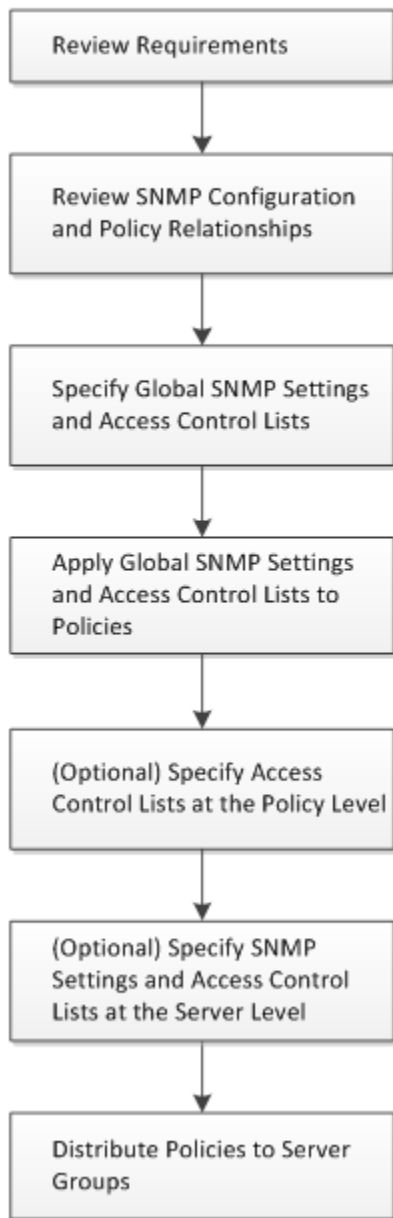 Review Requirements
Review SNMP Configuration
and Policy Relationships
Specify Global SNMP Settings
and Access Control Lists
Apply Global SNMP Settings
and Access Control Lists to
Policies
(Optional) Specify Access
Control Lists at the Policy Level
(Optional) Specify SNMP
Settings and Access Control
Lists at the Server Level
Distribute Policies to Server
Groups